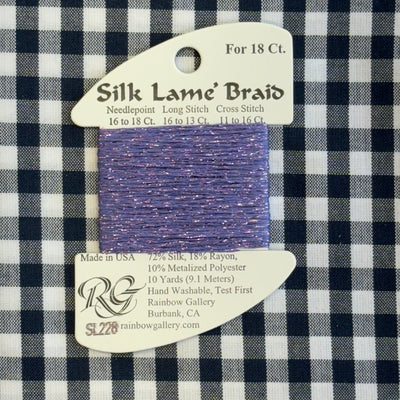 For 18 Ct.
Silk Lame' Braid
Needlepoint Long Stitch Cross Stitch
16 to 18 Ct. 16 to 13 Ct. 11 to 16 Ct.
Made in USA 72% Silk, 18% Rayon,
10% Metalized Polyester
10 Yards (9.1 Meters)
RG Hand Washable, Test First
Rainbow Gallery
Burbank, CA
SL228 rainbowgallery.com